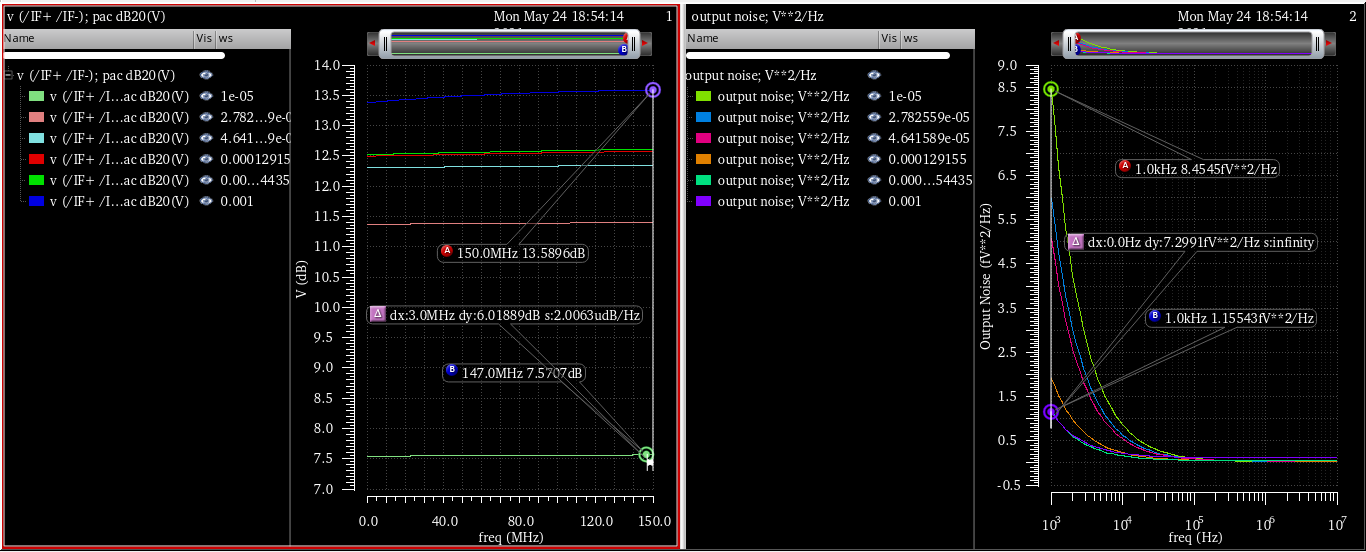 v (/IF+ /IF-); pac dB20(V)
Mon May 24 18:54:14
1
Name
Vis
ws
v (/IF+ /IF-); pac dB20(V)
v (/IF+ /I...ac dB20(V)
1e-05
v (/IF+ /I...ac dB20(V)
2.782...9e-0
v (/IF+ /I...ac dB20(V)
4.641...9e-0
v (/IF+ /I...ac dB20(V)
0.00012915
v (/IF+ /I...ac dB20(V)
0.00...4435
v (/IF+ /I...ac dB20(V)
0.001
B
14.0
13.5
13.0
12.5
12.0
11.5
11.0
10.5
10.0
9.5
9.0
8.5
8.0
7.5
7.0
V (dB)
A 150.0MHz 13.5896dB
Δ dx:3.0MHz dy:6.01889dB s:2.0063udB/Hz
B 147.0MHz 7.5707dB
0.0
40.0
80.0
120.0
150.0
freq (MHz)
output noise; V**2/Hz
Mon May 24 18:54:14
2
Name
Vis
ws
output noise; V**2/Hz
output noise; V**2/Hz
1e-05
output noise; V**2/Hz
2.782559e-05
output noise; V**2/Hz
4.641589e-05
output noise; V**2/Hz
0.000129155
output noise; V**2/Hz
0.000...54435
output noise; V**2/Hz
0.001
9.0
8.5
7.5
6.5
5.5
4.5
3.5
2.5
1.5
0.5
-0.5
Output Noise (fV**2/Hz)
A 1.0kHz 8.4545fV**2/Hz
Δ dx:0.0Hz dy:7.2991fV**2/Hz s:infinity
B 1.0kHz 1.15543fV**2/Hz
10³
10⁴
10⁵
10⁶
10⁷
freq (Hz)